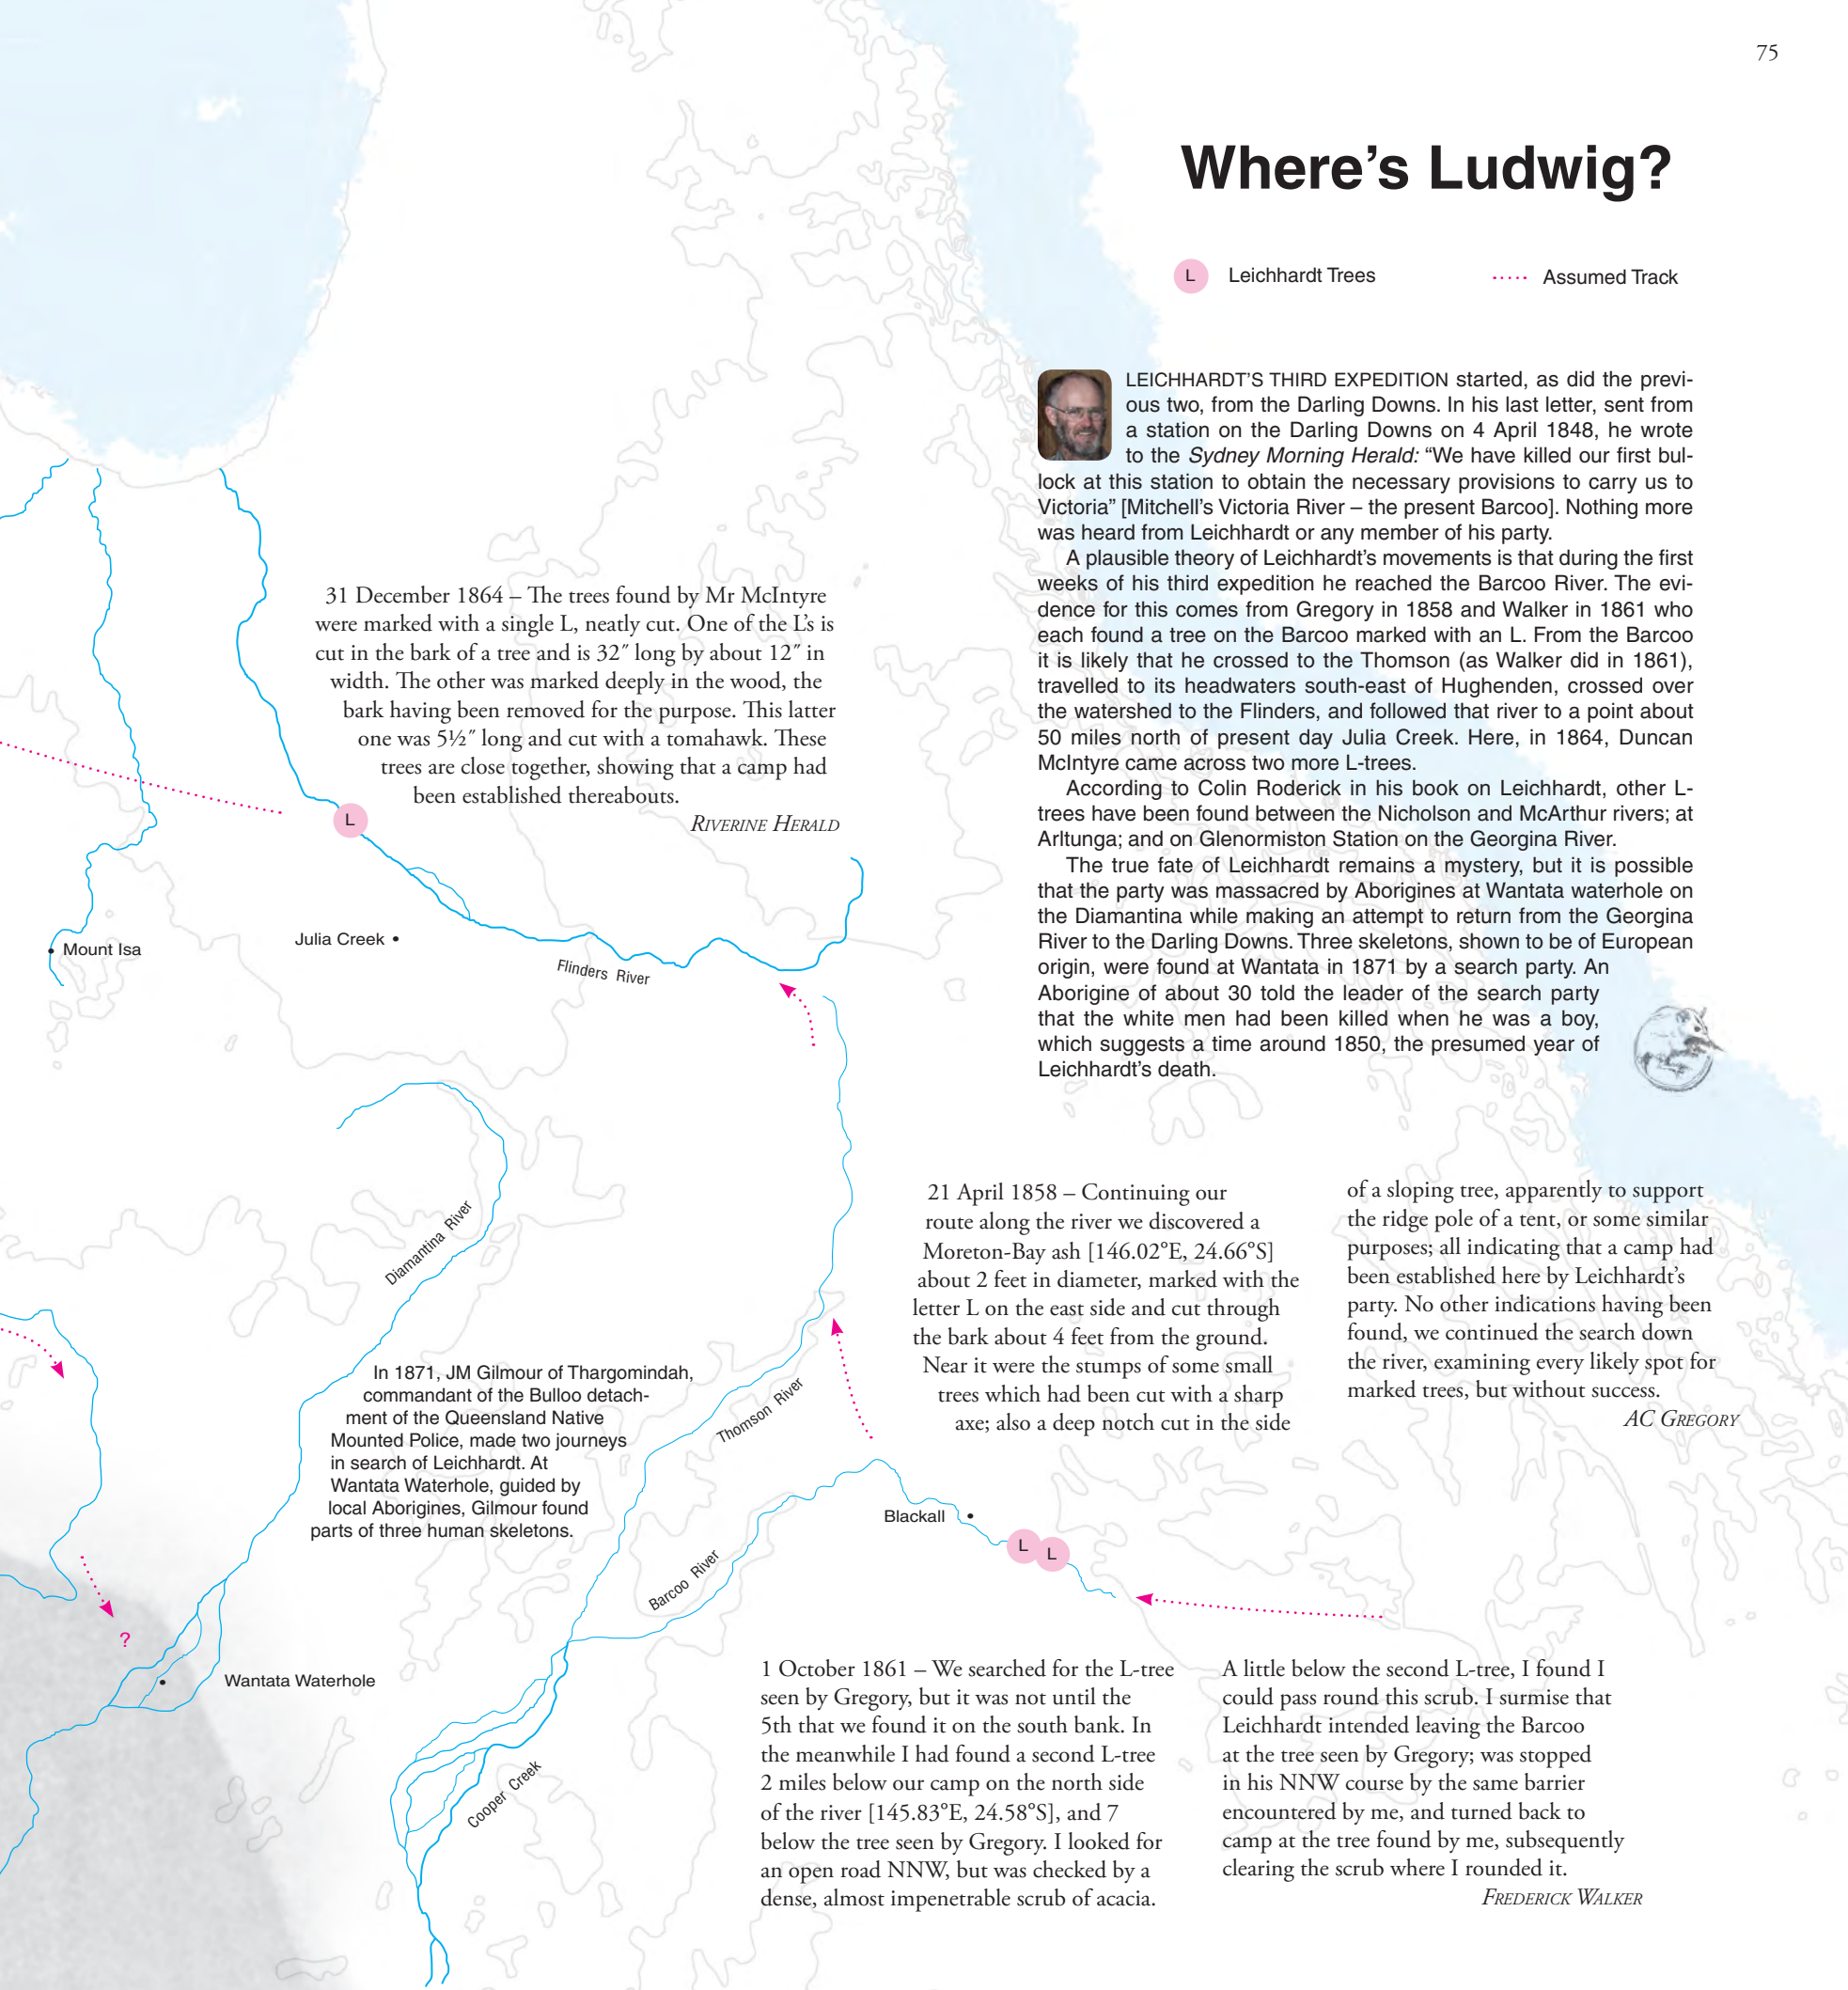 75
Where's Ludwig?
L Leichhardt Trees
..... Assumed Track
LEICHHARDT'S THIRD EXPEDITION started, as did the previ-
ous two, from the Darling Downs. In his last letter, sent from
a station on the Darling Downs on 4 April 1848, he wrote
to the Sydney Morning Herald: “We have killed our first bul-
lock at this station to obtain the necessary provisions to carry us to
Victoria” [Mitchell's Victoria River – the present Barcoo]. Nothing more
was heard from Leichhardt or any member of his party.
A plausible theory of Leichhardt's movements is that during the first
weeks of his third expedition he reached the Barcoo River. The evi-
dence for this comes from Gregory in 1858 and Walker in 1861 who
each found a tree on the Barcoo marked with an L. From the Barcoo
it is likely that he crossed to the Thomson (as Walker did in 1861),
travelled to its headwaters south-east of Hughenden, crossed over
the watershed to the Flinders, and followed that river to a point about
50 miles north of present day Julia Creek. Here, in 1864, Duncan
McIntyre came across two more L-trees.
According to Colin Roderick in his book on Leichhardt, other L-
trees have been found between the Nicholson and McArthur rivers; at
Arltunga; and on Glenormiston Station on the Georgina River.
The true fate of Leichhardt remains a mystery, but it is possible
that the party was massacred by Aborigines at Wantata waterhole on
the Diamantina while making an attempt to return from the Georgina
River to the Darling Downs. Three skeletons, shown to be of European
origin, were found at Wantata in 1871 by a search party. An
Aborigine of about 30 told the leader of the search party
that the white men had been killed when he was a boy,
which suggests a time around 1850, the presumed year of
Leichhardt's death.
31 December 1864 – The trees found by Mr McIntyre
were marked with a single L, neatly cut. One of the L's is
cut in the bark of a tree and is 32″ long by about 12″ in
width. The other was marked deeply in the wood, the
bark having been removed for the purpose. This latter
one was 5½″ long and cut with a tomahawk. These
trees are close together, showing that a camp had
been established thereabouts.
RIVERINE HERALD
L
Julia Creek
Mount Isa
Flinders River
Diamantina River
21 April 1858 – Continuing our
route along the river we discovered a
Moreton-Bay ash [146.02°E, 24.66°S]
about 2 feet in diameter, marked with the
letter L on the east side and cut through
the bark about 4 feet from the ground.
Near it were the stumps of some small
trees which had been cut with a sharp
axe; also a deep notch cut in the side
of a sloping tree, apparently to support
the ridge pole of a tent, or some similar
purposes; all indicating that a camp had
been established here by Leichhardt's
party. No other indications having been
found, we continued the search down
the river, examining every likely spot for
marked trees, but without success.
AC GREGORY
In 1871, JM Gilmour of Thargomindah,
commandant of the Bulloo detach-
ment of the Queensland Native
Mounted Police, made two journeys
in search of Leichhardt. At
Wantata Waterhole, guided by
local Aborigines, Gilmour found
parts of three human skeletons.
Thomson River
Blackall
L L
Barcoo River
?
Wantata Waterhole
Cooper Creek
1 October 1861 – We searched for the L-tree
seen by Gregory, but it was not until the
5th that we found it on the south bank. In
the meanwhile I had found a second L-tree
2 miles below our camp on the north side
of the river [145.83°E, 24.58°S], and 7
below the tree seen by Gregory. I looked for
an open road NNW, but was checked by a
dense, almost impenetrable scrub of acacia.
A little below the second L-tree, I found I
could pass round this scrub. I surmise that
Leichhardt intended leaving the Barcoo
at the tree seen by Gregory; was stopped
in his NNW course by the same barrier
encountered by me, and turned back to
camp at the tree found by me, subsequently
clearing the scrub where I rounded it.
FREDERICK WALKER